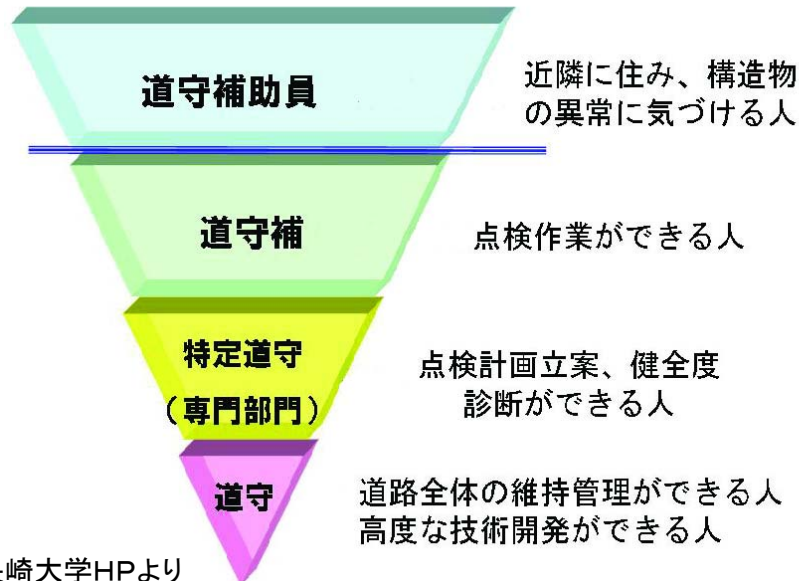 道守補助員
近隣に住み、構造物
の異常に気づける人
道守補
点検作業ができる人
特定道守
（専門部門）
点検計画立案、健全度
診断ができる人
道守
道路全体の維持管理ができる人
高度な技術開発ができる人
崎大学HPより